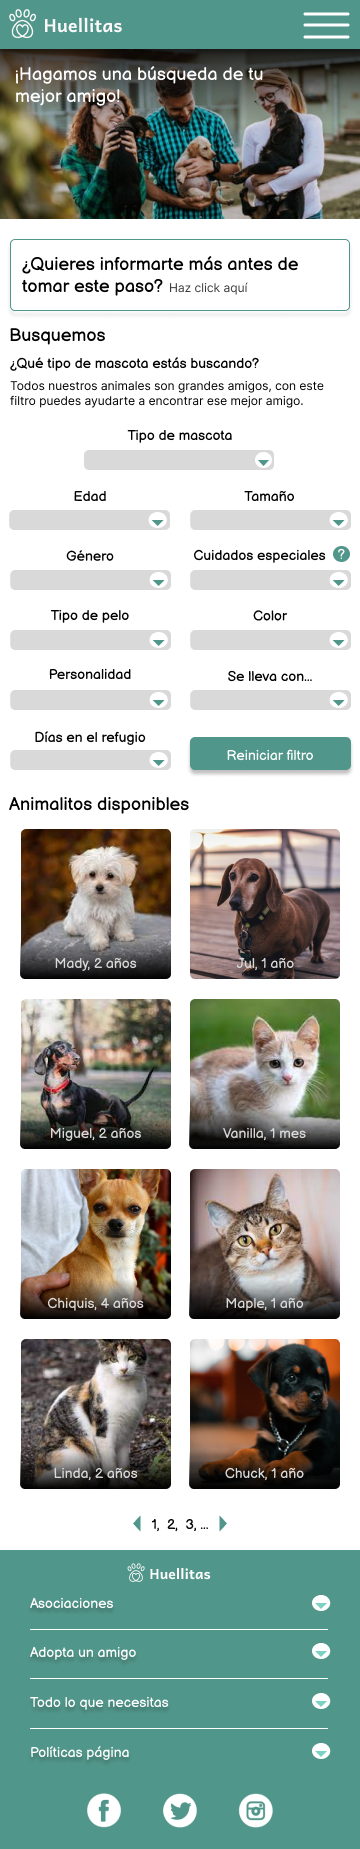 Huellitas
¡Hagamos una búsqueda de tu
mejor amigo!
¿Quieres informarte más antes de
tomar este paso? Haz click aquí
Busquemos
¿Qué tipo de mascota estás buscando?
Todos nuestros animales son grandes amigos, con este
filtro puedes ayudarte a encontrar ese mejor amigo.
Tipo de mascota
Edad
Tamaño
Género
Cuidados especiales ?
Tipo de pelo
Color
Personalidad
Se lleva con...
Días en el refugio
Reiniciar filtro
Animalitos disponibles
Mady, 2 años
Jul, 1 año
Miguel, 2 años
Vanilla, 1 mes
Chiquis, 4 años
Maple, 1 año
Linda, 2 años
Chuck, 1 año
1, 2, 3, ...
Huellitas
Asociaciones
Adopta un amigo
Todo lo que necesitas
Políticas página